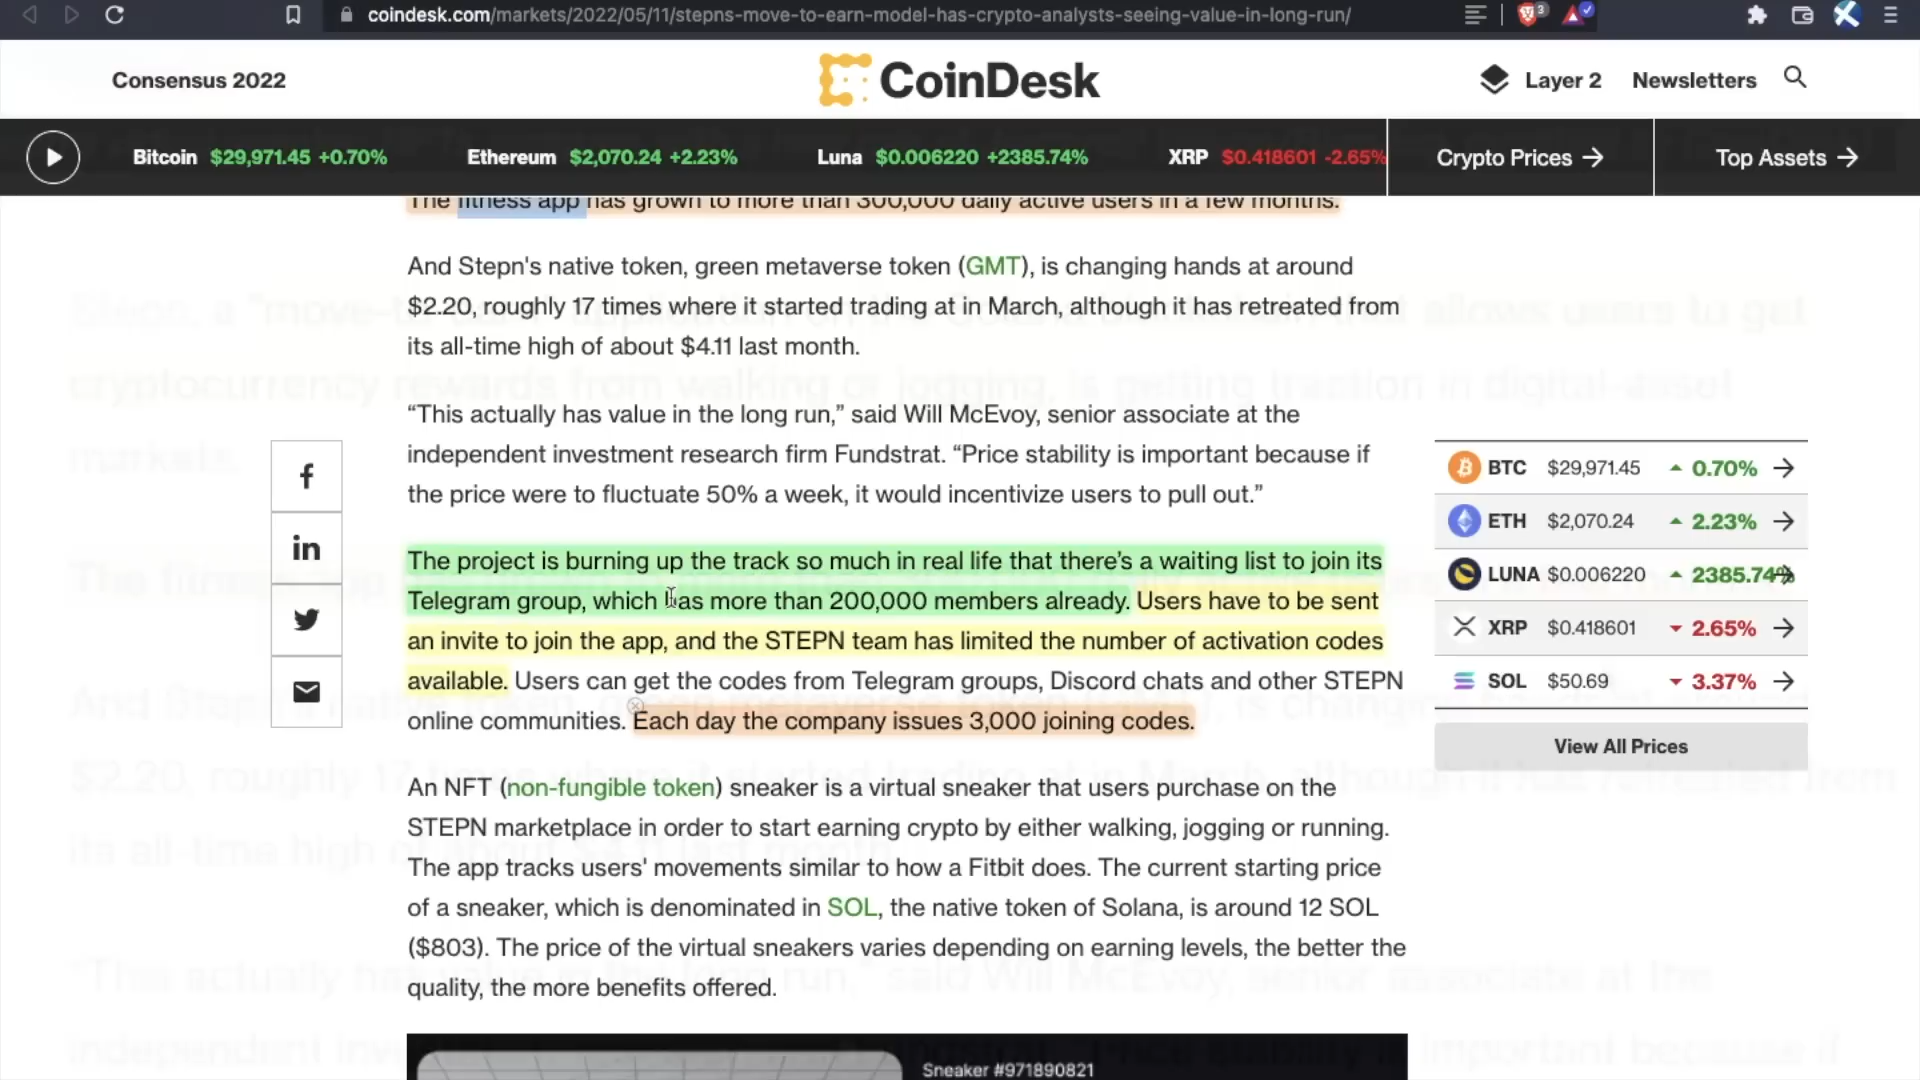 coindesk.com/markets/2022/05/11/stepns-move-to-earn-model-has-crypto-analysts-seeing-value-in-long-run/
3
Consensus 2022
CoinDesk
Layer 2
Newsletters
Bitcoin $29,971.45 +0.70%
Ethereum $2,070.24 +2.23%
Luna $0.006220 +2385.74%
XRP $0.418601 -2.65%
Crypto Prices
Top Assets
The fitness app has grown to more than 300,000 daily active users in a few months.
And Stepn's native token, green metaverse token (GMT), is changing hands at around
$2.20, roughly 17 times where it started trading at in March, although it has retreated from
its all-time high of about $4.11 last month.
“This actually has value in the long run,” said Will McEvoy, senior associate at the
independent investment research firm Fundstrat. “Price stability is important because if
the price were to fluctuate 50% a week, it would incentivize users to pull out.”
The project is burning up the track so much in real life that there’s a waiting list to join its
Telegram group, which has more than 200,000 members already. Users have to be sent
an invite to join the app, and the STEPN team has limited the number of activation codes
available. Users can get the codes from Telegram groups, Discord chats and other STEPN
online communities. Each day the company issues 3,000 joining codes.
An NFT (non-fungible token) sneaker is a virtual sneaker that users purchase on the
STEPN marketplace in order to start earning crypto by either walking, jogging or running.
The app tracks users' movements similar to how a Fitbit does. The current starting price
of a sneaker, which is denominated in SOL, the native token of Solana, is around 12 SOL
($803). The price of the virtual sneakers varies depending on earning levels, the better the
quality, the more benefits offered.
Sneaker #971890821
BTC $29,971.45 0.70%
ETH $2,070.24 2.23%
LUNA $0.006220 2385.74%
XRP $0.418601 2.65%
SOL $50.69 3.37%
View All Prices